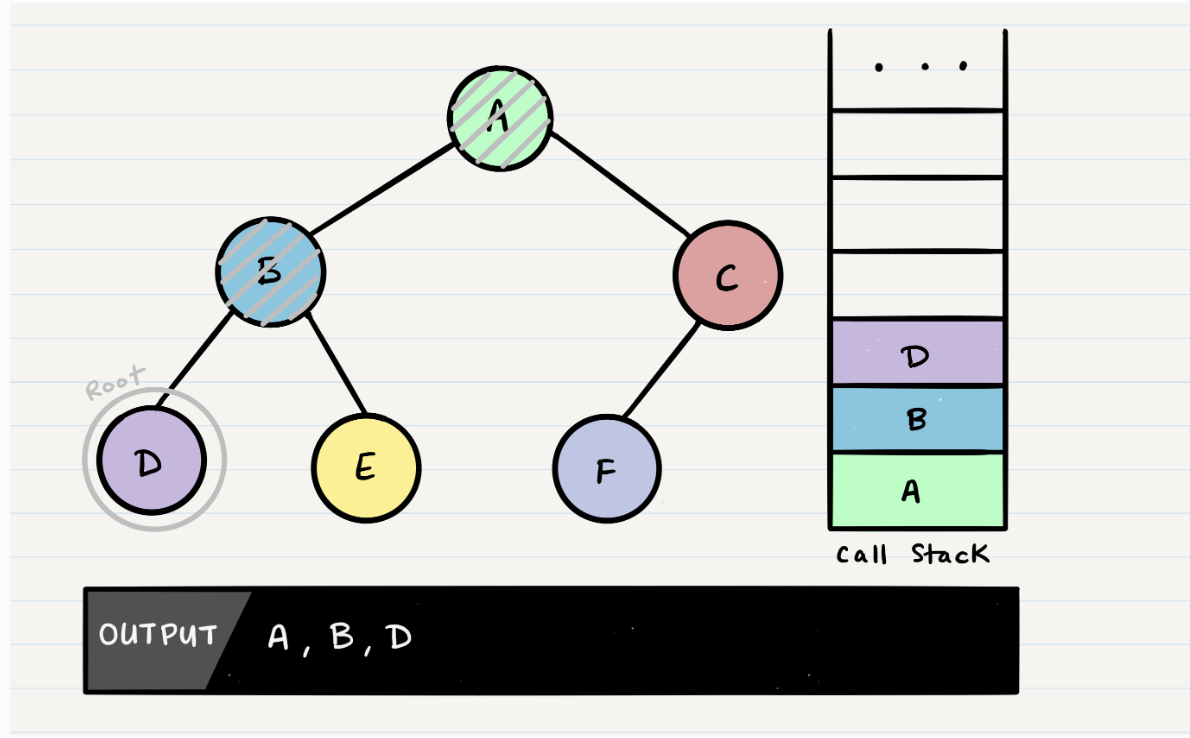 A
B
C
Root
D
E
F
. . .
D
B
A
Call Stack
OUTPUT A, B, D